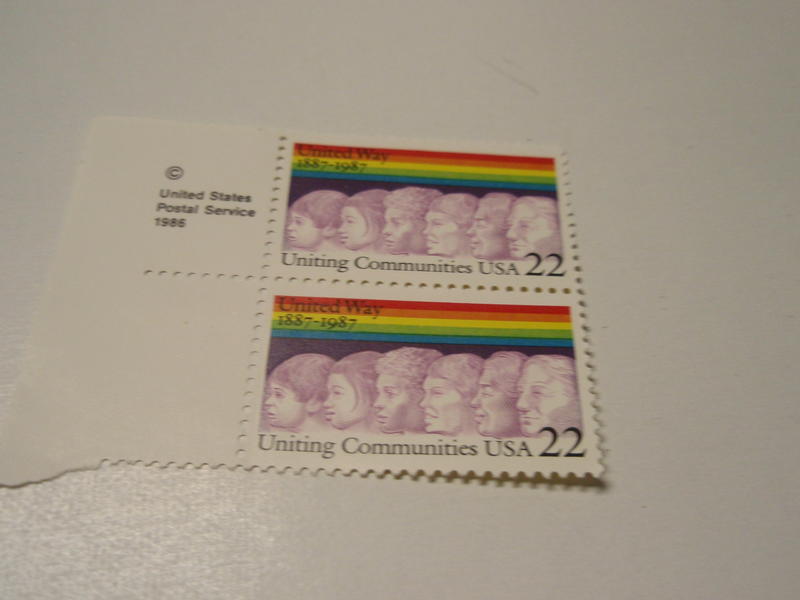 ©
United States
Postal Service
1986
United Way
1887-1987
Uniting Communities USA 22
United Way
1887-1987
Uniting Communities USA 22